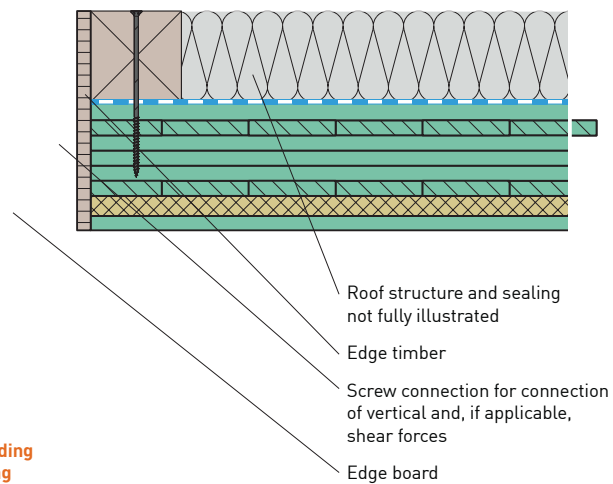 Roof structure and sealing
not fully illustrated
Edge timber
Screw connection for connection
of vertical and, if applicable,
shear forces
Edge board